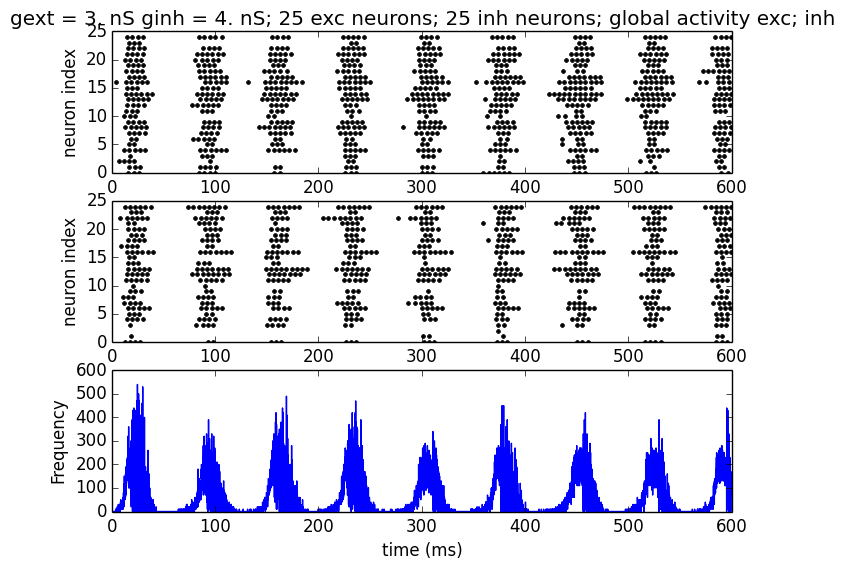 gext = 3. nS ginh = 4. nS; 25 exc neurons; 25 inh neurons; global activity exc; inh
25
20
15
10
5
0
neuron index
0 100 200 300 400 500 600
25
20
15
10
5
0
neuron index
0 100 200 300 400 500 600
600
500
400
300
200
100
0
Frequency
0 100 200 300 400 500 600
time (ms)